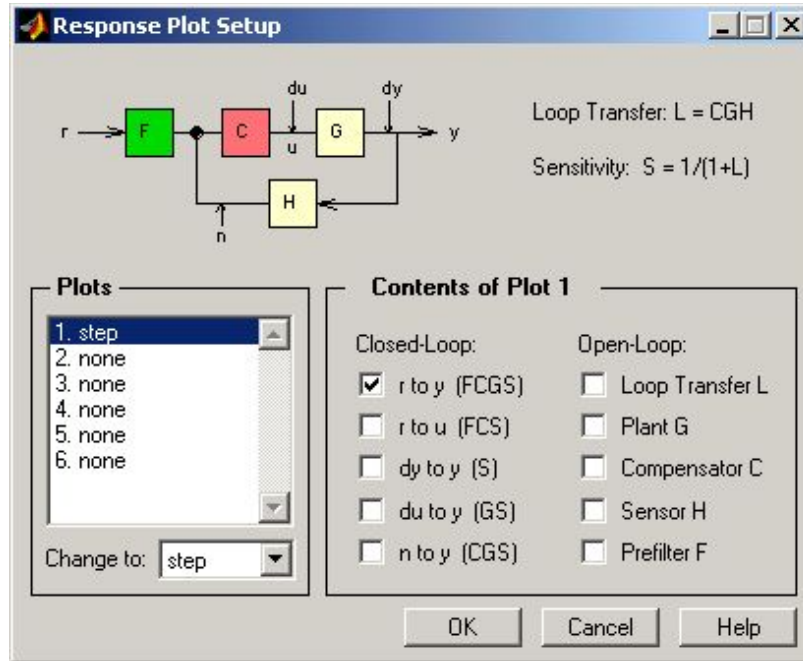 Response Plot Setup
du
dy
r
F
C
G
y
u
H
n
Loop Transfer: L = CGH
Sensitivity: S = 1/(1+L)
Plots
1. step
2. none
3. none
4. none
5. none
6. none
Change to: step
Contents of Plot 1
Closed-Loop:
r to y (FCGS)
r to u (FCS)
dy to y (S)
du to y (GS)
n to y (CGS)
Open-Loop:
Loop Transfer L
Plant G
Compensator C
Sensor H
Prefilter F
OK
Cancel
Help